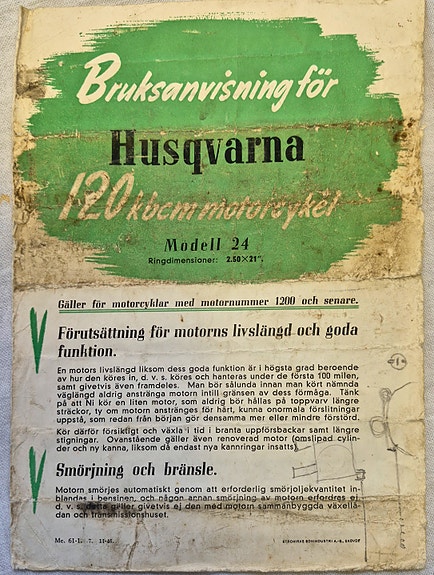 Bruksanvisning för
Husqvarna
120 kbcm motorcykel
Modell 24
Ringdimensioner: 2.50×21".
Gäller för motorcyklar med motornummer 1200 och senare.
Förutsättning för motorns livslängd och goda
funktion.
En motors livslängd liksom dess goda funktion är i högsta grad beroende
av hur den köres in, d. v. s. köres och hanteras under de första 100 milen,
samt givetvis även framdeles. Man bör sålunda innan man kört nämnda
väglängd aldrig anstränga motorn intill gränsen av dess förmåga. Tänk
på att Ni kör en liten motor, som aldrig bör hållas på toppvarv längre
sträckor, ty om motorn anstränges för hårt, kunna onormala förslitningar
uppstå, som redan från början gör densamma mer eller mindre förstörd.
Kör därför försiktigt och växla i tid i branta uppförsbackar samt längre
stigningar. Ovanstående gäller även renoverad motor (omslipad cylin-
der och ny kanna, liksom då endast nya kannringar insatts)
Smörjning och bränsle.
Motorn smörjes automatiskt genom att erforderlig smörjoljekvantitet in-
blandas i bensinen, och någon annan smörjning av motorn erfordres ej
d. v. s. detta gäller givetvis ej den med motorn sammanbyggda växellå-
dan och transmissionshuset.
Mc. 61-L. 7. 11-46.